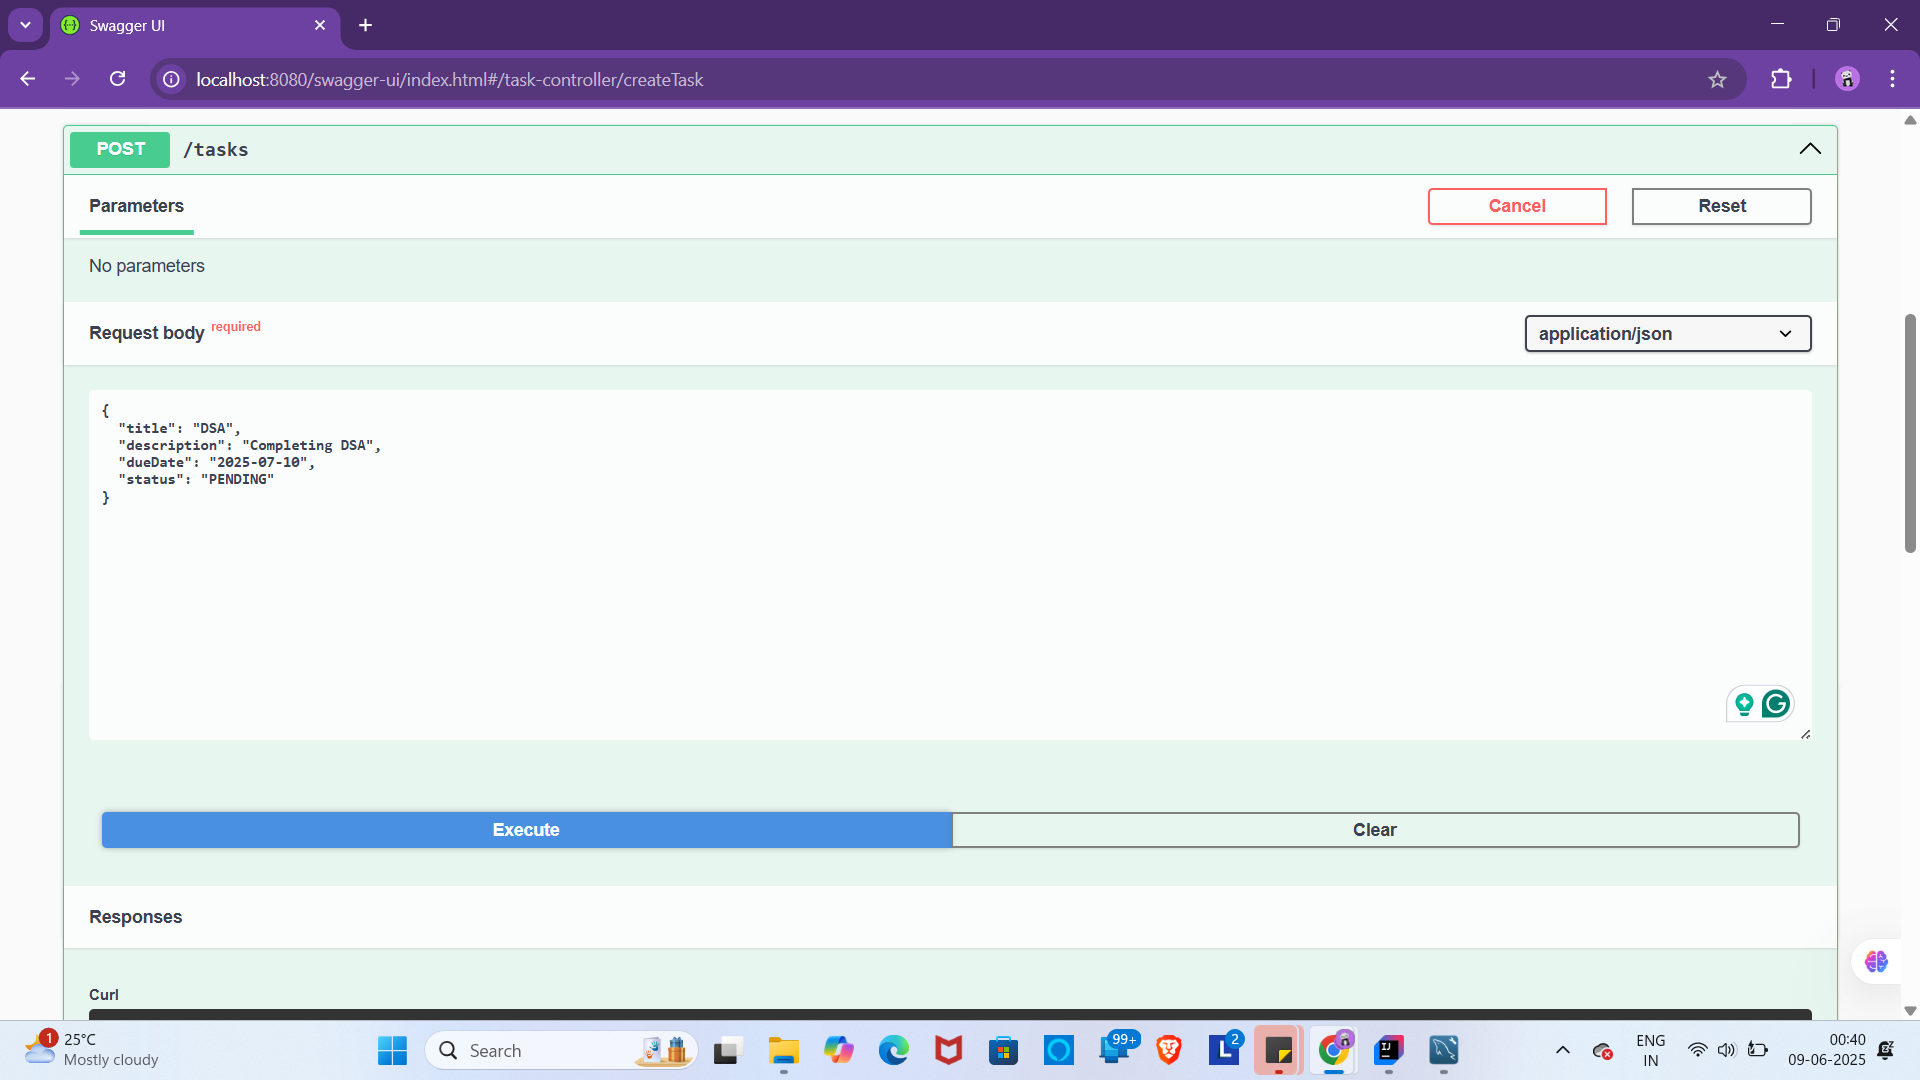 Swagger UI
localhost:8080/swagger-ui/index.html#/task-controller/createTask
POST /tasks
Parameters
Cancel
Reset
No parameters
Request body required
application/json
{
"title": "DSA",
"description": "Completing DSA",
"dueDate": "2025-07-10",
"status": "PENDING"
}
Execute
Clear
Responses
Curl
1
25°C
Mostly cloudy
Search
99+
2
IJ
ENG
IN
00:40
09-06-2025